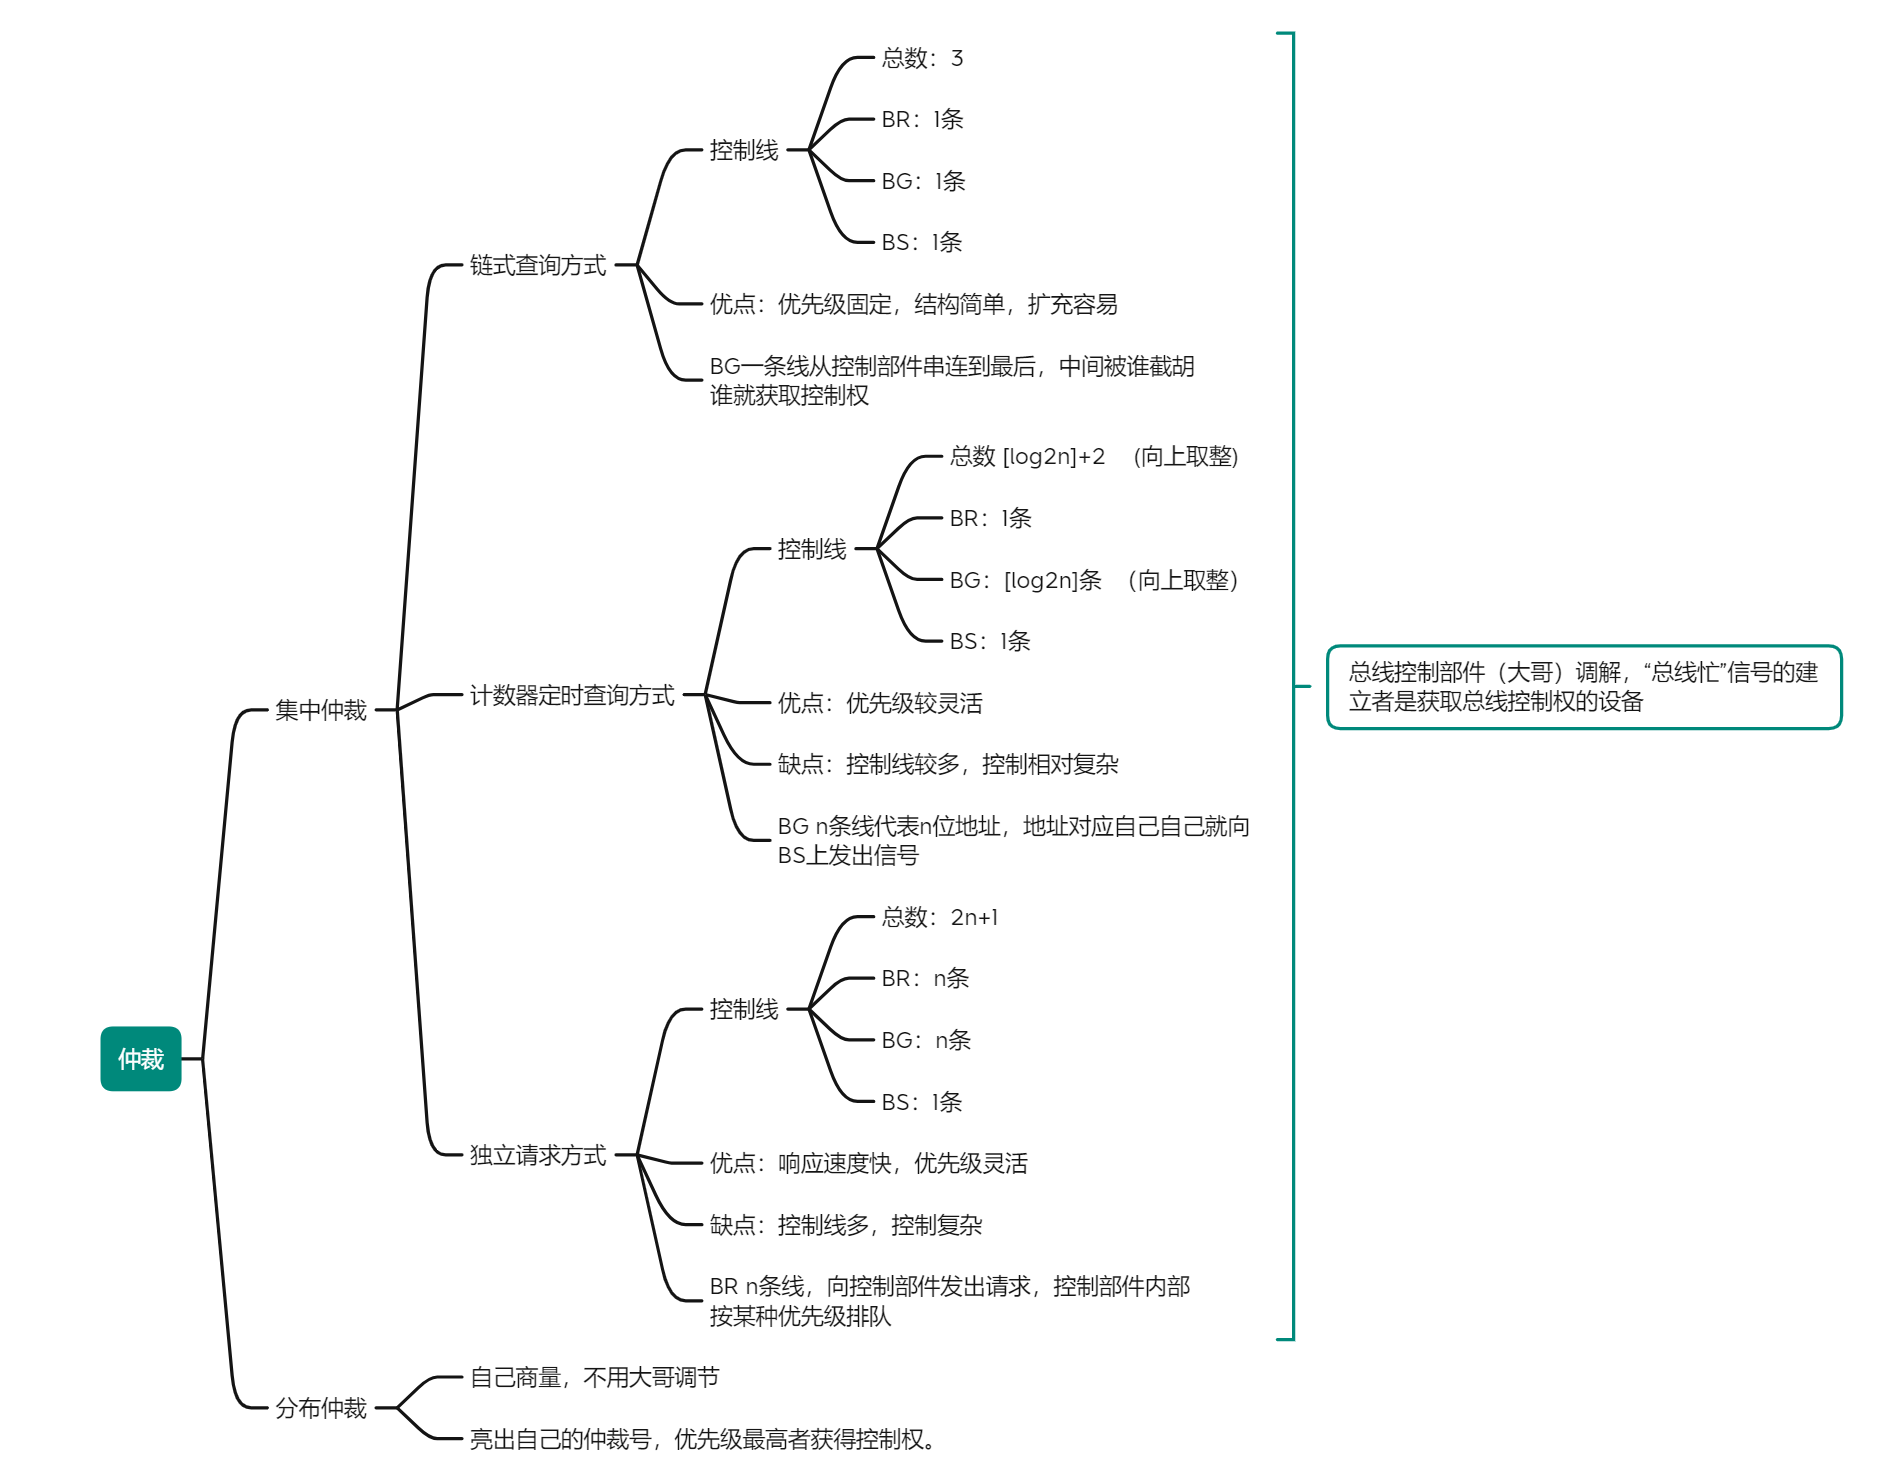 仲裁
集中仲裁
链式查询方式
控制线
总数：3
BR：1条
BG：1条
BS：1条
优点：优先级固定，结构简单，扩充容易
BG一条线从控制部件串连到最后，中间被谁截胡
谁就获取控制权
计数器定时查询方式
控制线
总数 [log2n]+2 (向上取整)
BR：1条
BG：[log2n]条 （向上取整）
BS：1条
优点：优先级较灵活
缺点：控制线较多，控制相对复杂
BG n条线代表n位地址，地址对应自己自己就向
BS上发出信号
独立请求方式
控制线
总数：2n+1
BR：n条
BG：n条
BS：1条
优点：响应速度快，优先级灵活
缺点：控制线多，控制复杂
BR n条线，向控制部件发出请求，控制部件内部
按某种优先级排队
总线控制部件（大哥）调解，“总线忙”信号的建
立者是获取总线控制权的设备
分布仲裁
自己商量，不用大哥调节
亮出自己的仲裁号，优先级最高者获得控制权。